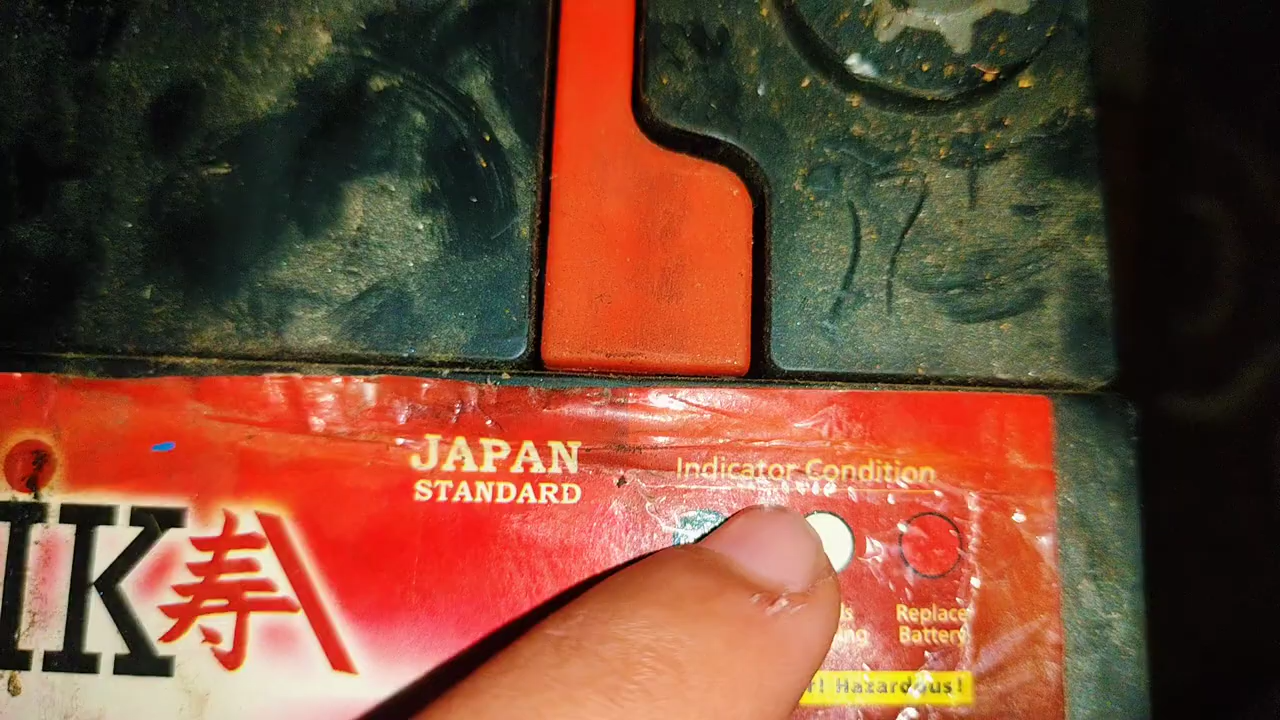 JAPAN
STANDARD
Indicator Condition
IK寿
Replace
Battery
Hazardous!